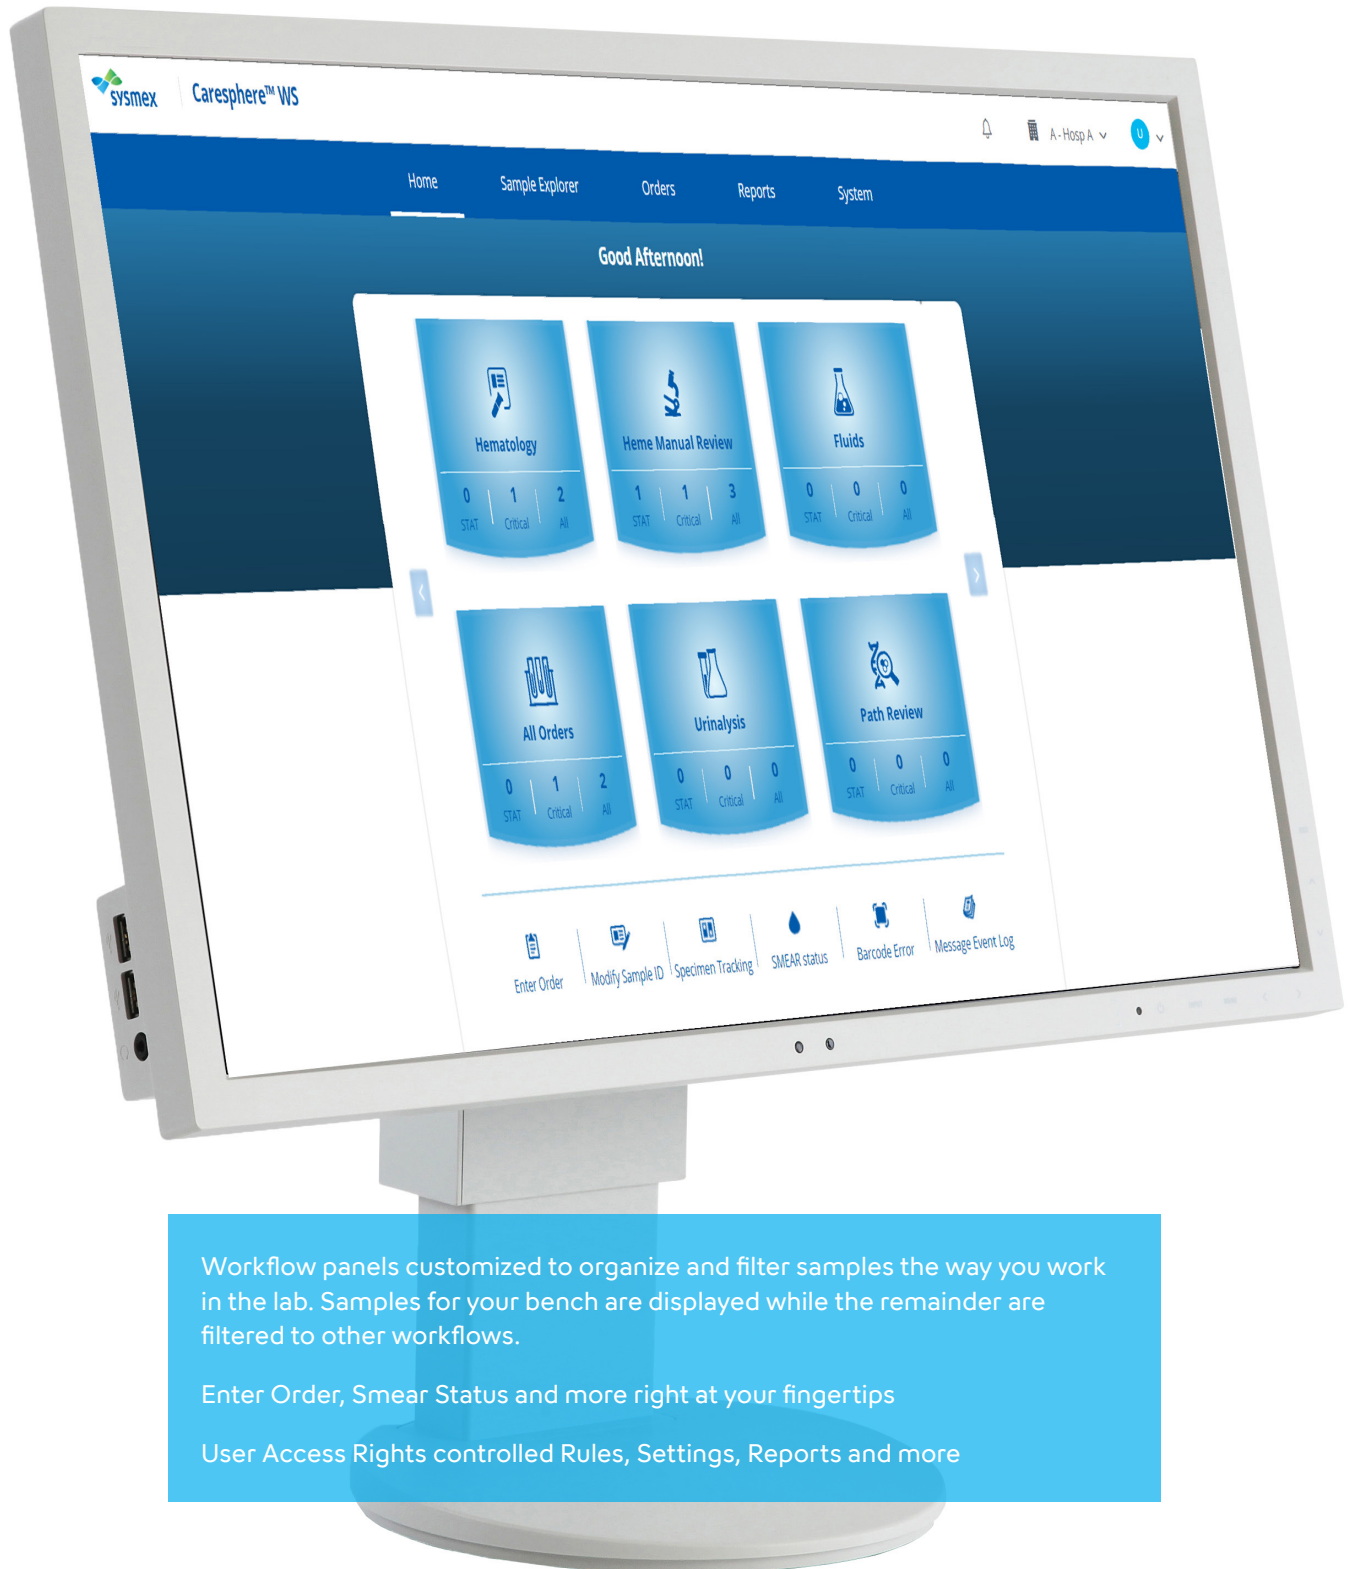 sysmex
Caresphere™ WS
A - Hosp A
U
Home
Sample Explorer
Orders
Reports
System
Good Afternoon!
Hematology
0 1 2
STAT Critical All
Heme Manual Review
1 1 3
STAT Critical All
Fluids
0 0 0
STAT Critical All
All Orders
0 1 2
STAT Critical All
Urinalysis
0 0 0
STAT Critical All
Path Review
0 0 0
STAT Critical All
Enter Order
Modify Sample ID
Specimen Tracking
SMEAR status
Barcode Error
Message Event Log
Workflow panels customized to organize and filter samples the way you work
in the lab. Samples for your bench are displayed while the remainder are
filtered to other workflows.
Enter Order, Smear Status and more right at your fingertips
User Access Rights controlled Rules, Settings, Reports and more